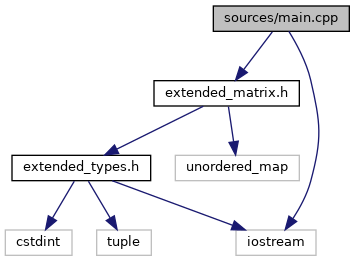 sources/main.cpp
extended_matrix.h
extended_types.h
unordered_map
cstdint
tuple
iostream